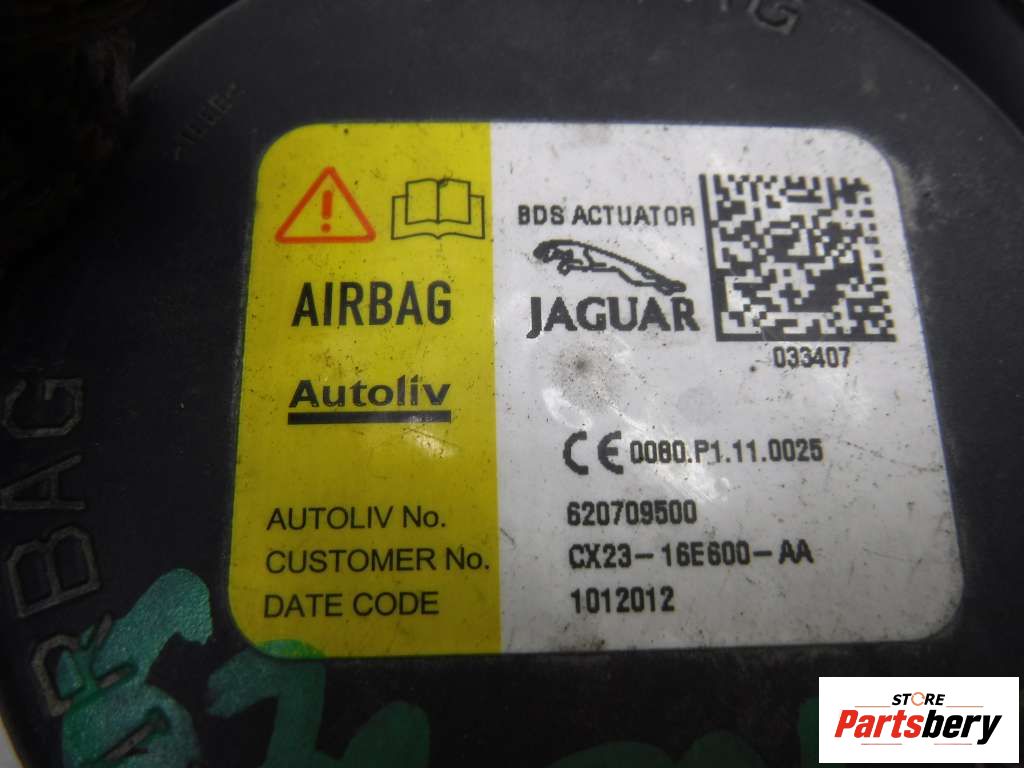 AIRBAG
Autoliv
AUTOLIV No.
CUSTOMER No.
DATE CODE
BDS ACTUATOR
JAGUAR
033407
CE 0080.P1.11.0025
620709500
CX23-16E600-AA
1012012
STORE
Partsbery